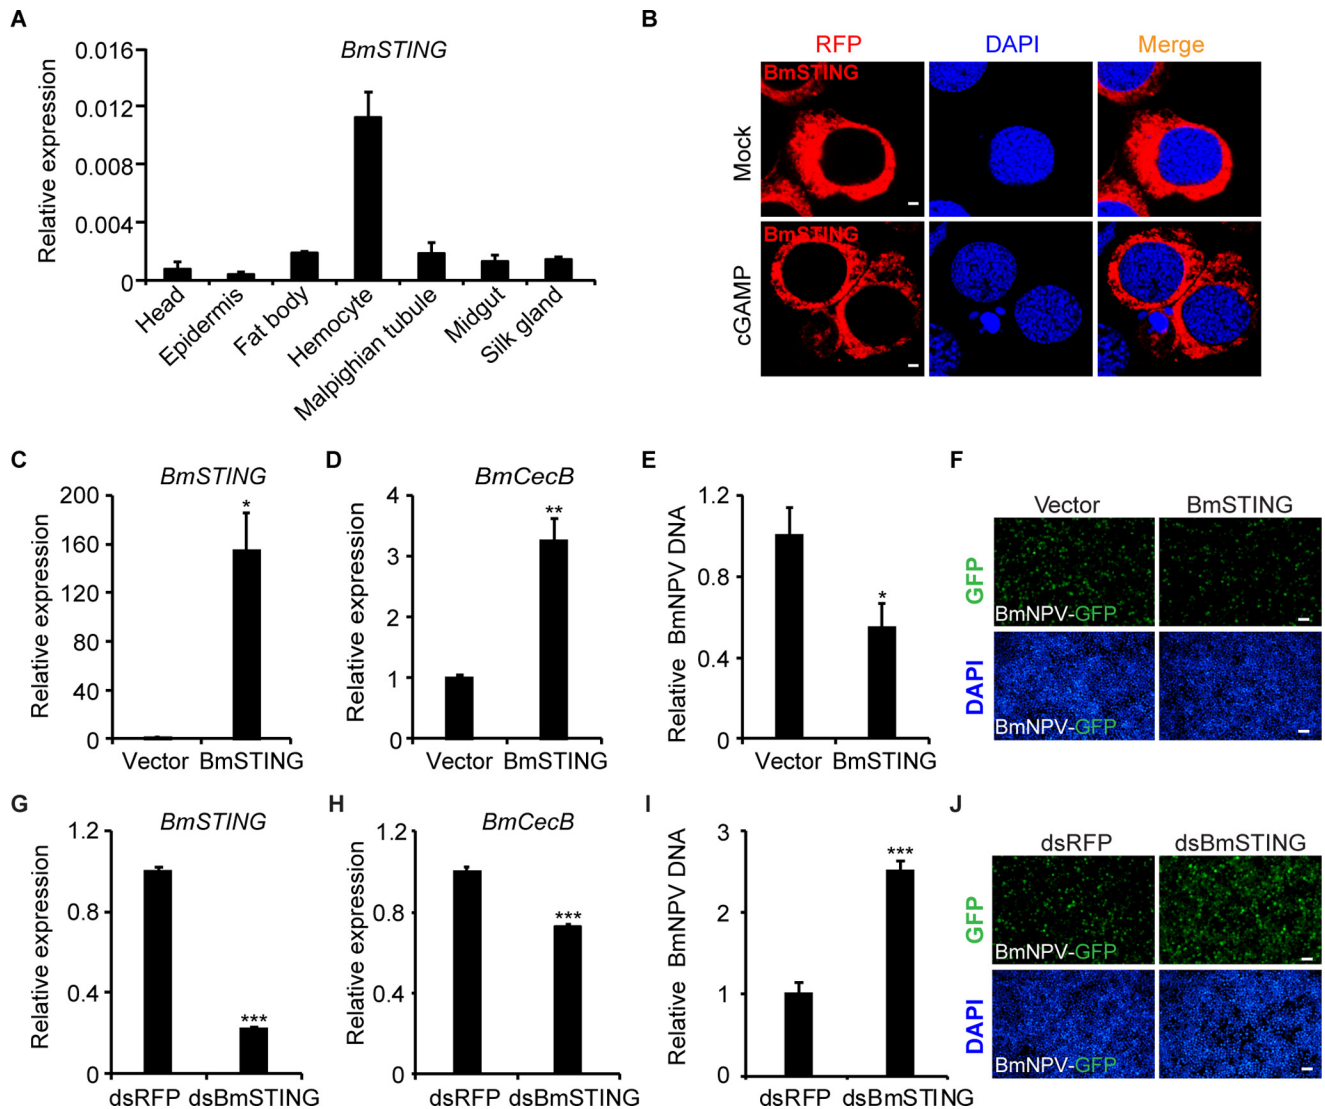 A
BmSTING
Relative expression
0.016
0.012
0.008
0.004
0
Head
Epidermis
Fat body
Hemocyte
Malpighian tubule
Midgut
Silk gland
B
RFP
DAPI
Merge
Mock
BmSTING
cGAMP
BmSTING
C
BmSTING
Relative expression
200
160
120
80
40
0
*
Vector BmSTING
D
BmCecB
Relative expression
4
3
2
1
0
**
Vector BmSTING
E
Relative BmNPV DNA
1.2
0.8
0.4
0
*
Vector BmSTING
F
Vector
BmSTING
GFP
BmNPV-GFP
DAPI
BmNPV-GFP
G
BmSTING
Relative expression
1.2
0.8
0.4
0
***
dsRFP dsBmSTING
H
BmCecB
Relative expression
1.2
0.8
0.4
0
***
dsRFP dsBmSTING
I
Relative BmNPV DNA
3
2
1
0
***
dsRFP dsBmSTING
J
dsRFP
dsBmSTING
GFP
BmNPV-GFP
DAPI
BmNPV-GFP